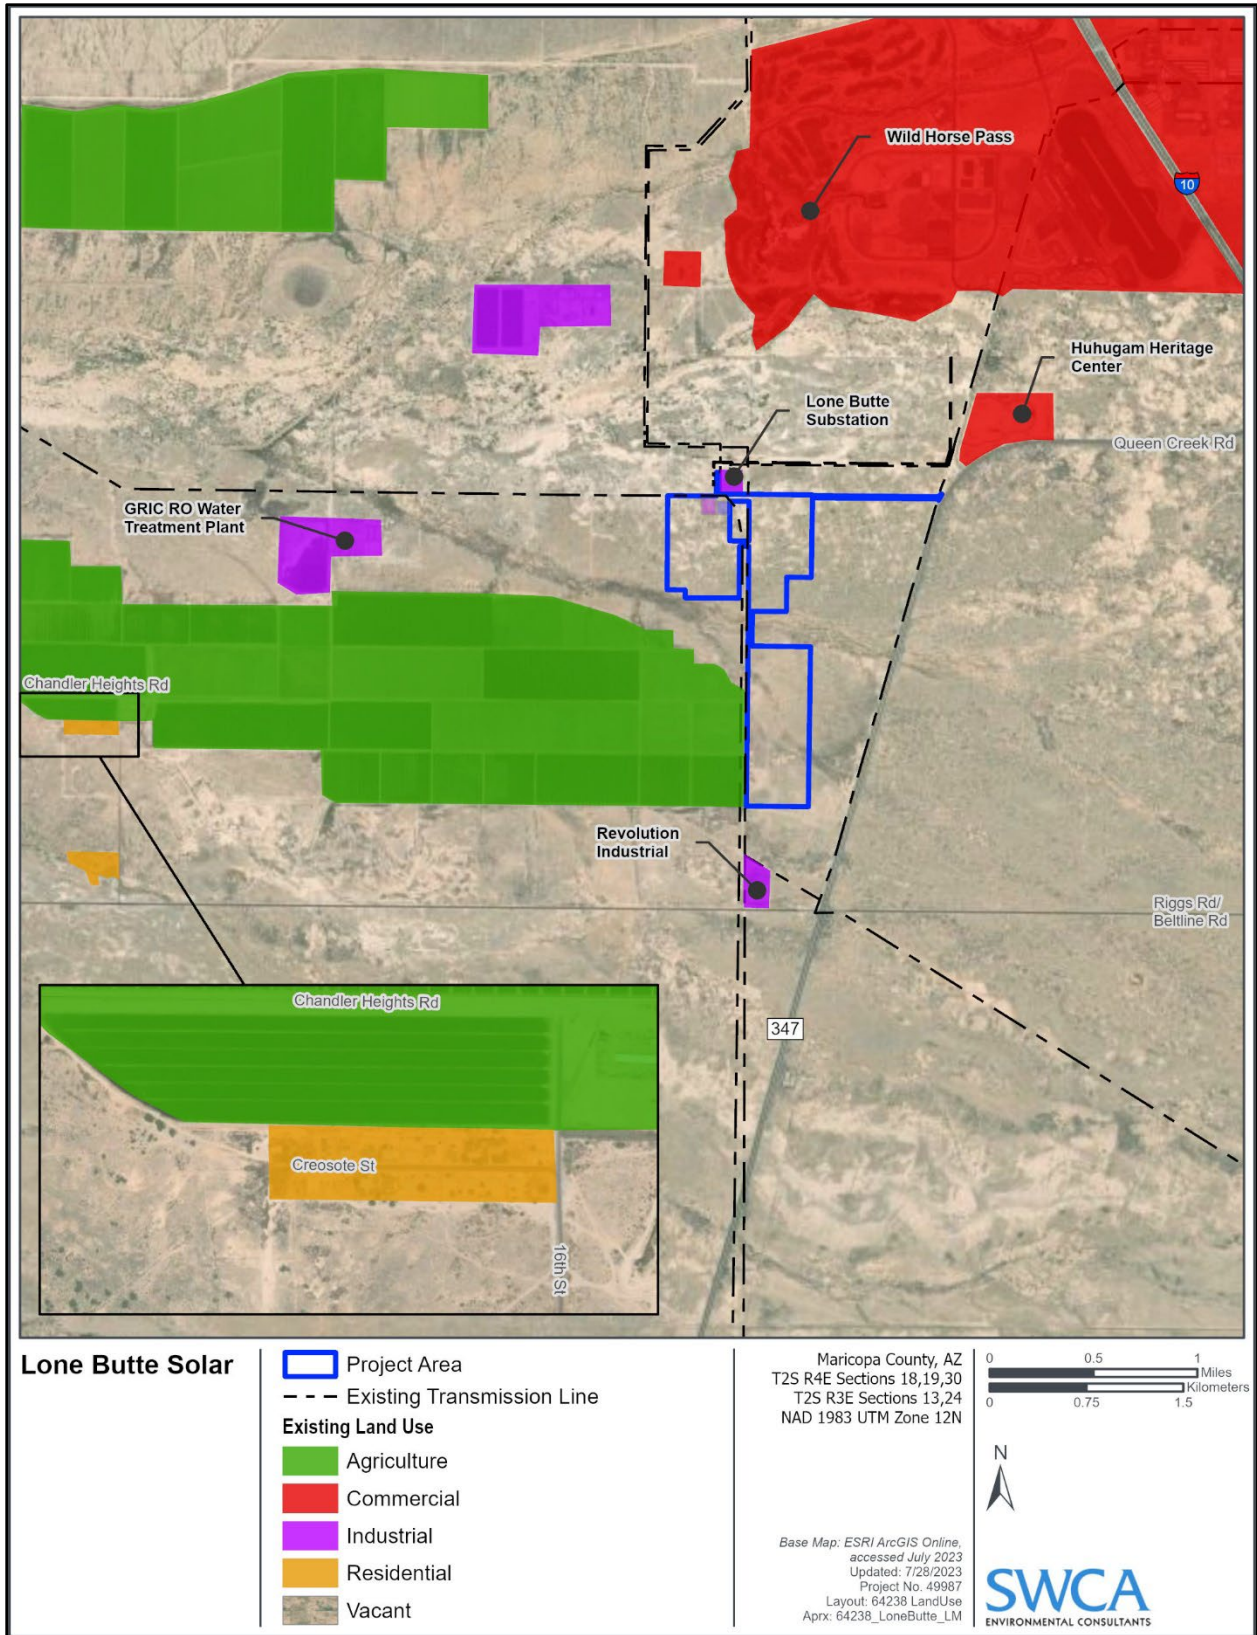 Wild Horse Pass
10
Huhugam Heritage
Center
Lone Butte
Substation
Queen Creek Rd
GRIC RO Water
Treatment Plant
Chandler Heights Rd
Revolution
Industrial
Riggs Rd/
Beltline Rd
Chandler Heights Rd
347
Creosote St
16th St
Lone Butte Solar
Project Area
Existing Transmission Line
Existing Land Use
Agriculture
Commercial
Industrial
Residential
Vacant
Maricopa County, AZ
T2S R4E Sections 18,19,30
T2S R3E Sections 13,24
NAD 1983 UTM Zone 12N
0 0.5 1
Miles
Kilometers
0 0.75 1.5
N
Base Map: ESRI ArcGIS Online,
accessed July 2023
Updated: 7/28/2023
Project No. 49987
Layout: 64238 LandUse
Aprx: 64238_LoneButte_LM
SWCA
ENVIRONMENTAL CONSULTANTS